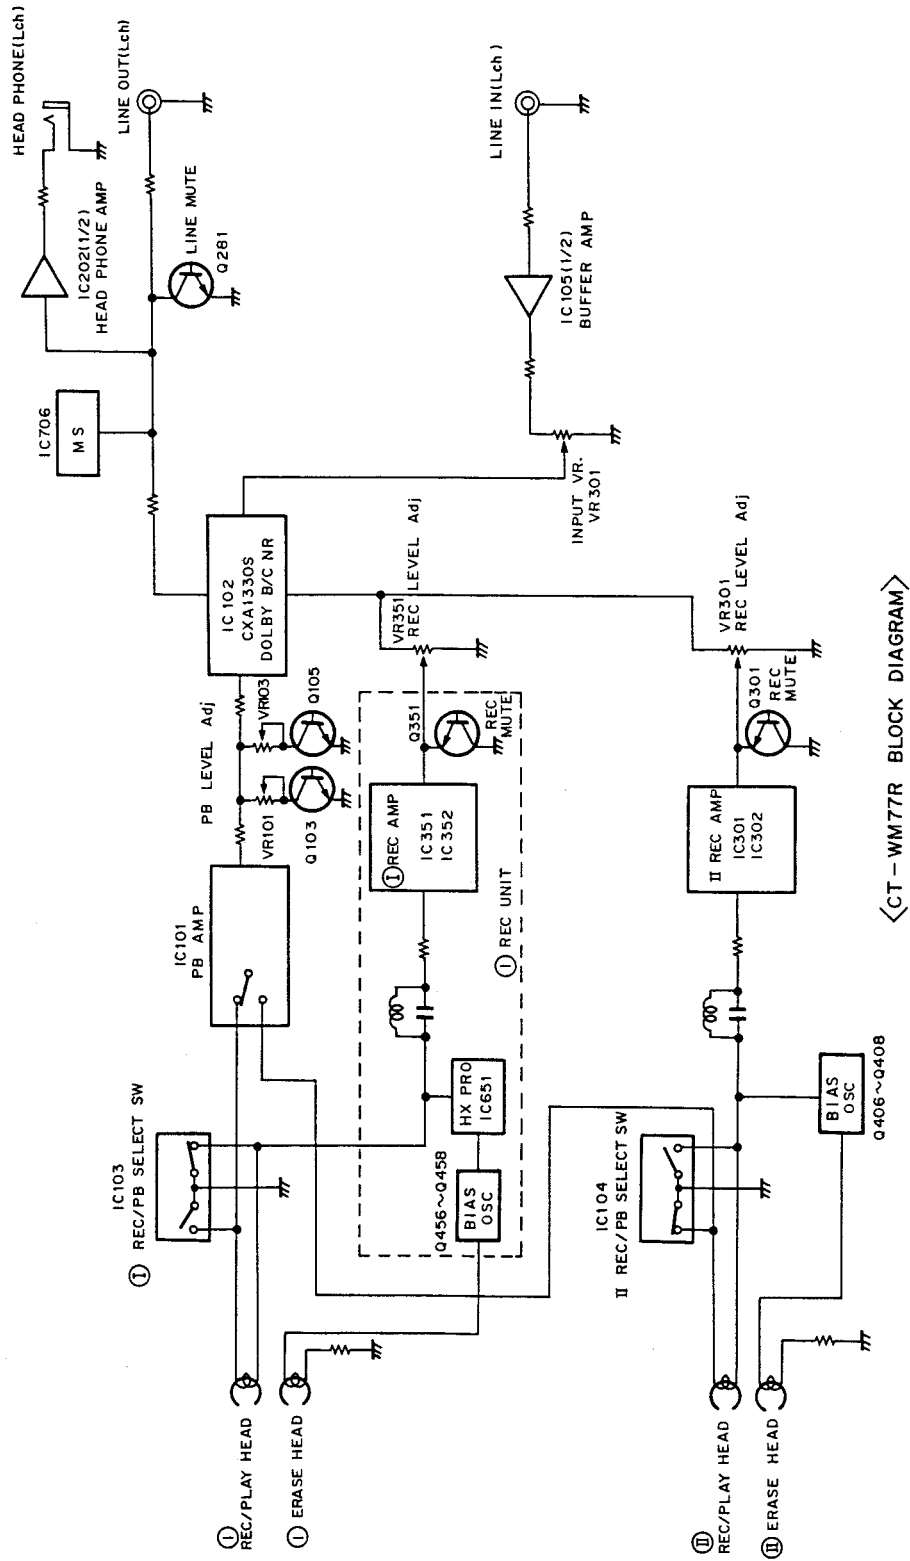 HEAD PHONE(Lch)
LINE OUT(Lch)
LINE IN(Lch)
IC202(1/2)
HEAD PHONE AMP
LINE MUTE
Q281
IC105(1/2)
BUFFER AMP
IC706
MS
INPUT VR.
VR301
IC102
CXA1330S
DOLBY B/C NR
VR351
REC LEVEL Adj
VR301
REC LEVEL Adj
PB LEVEL Adj
VR103
Q105
VR101
Q103
Q351
REC
MUTE
Q301
REC
MUTE
IC101
PB AMP
I REC AMP
IC351
IC352
II REC AMP
IC301
IC302
I REC UNIT
HX PRO
IC651
IC103
I REC/PB SELECT SW
Q456~Q458
BIAS
OSC
IC104
II REC/PB SELECT SW
BIAS
OSC
Q406~Q408
I
REC/PLAY HEAD
I ERASE HEAD
II
REC/PLAY HEAD
II ERASE HEAD
<CT-WM77R BLOCK DIAGRAM>